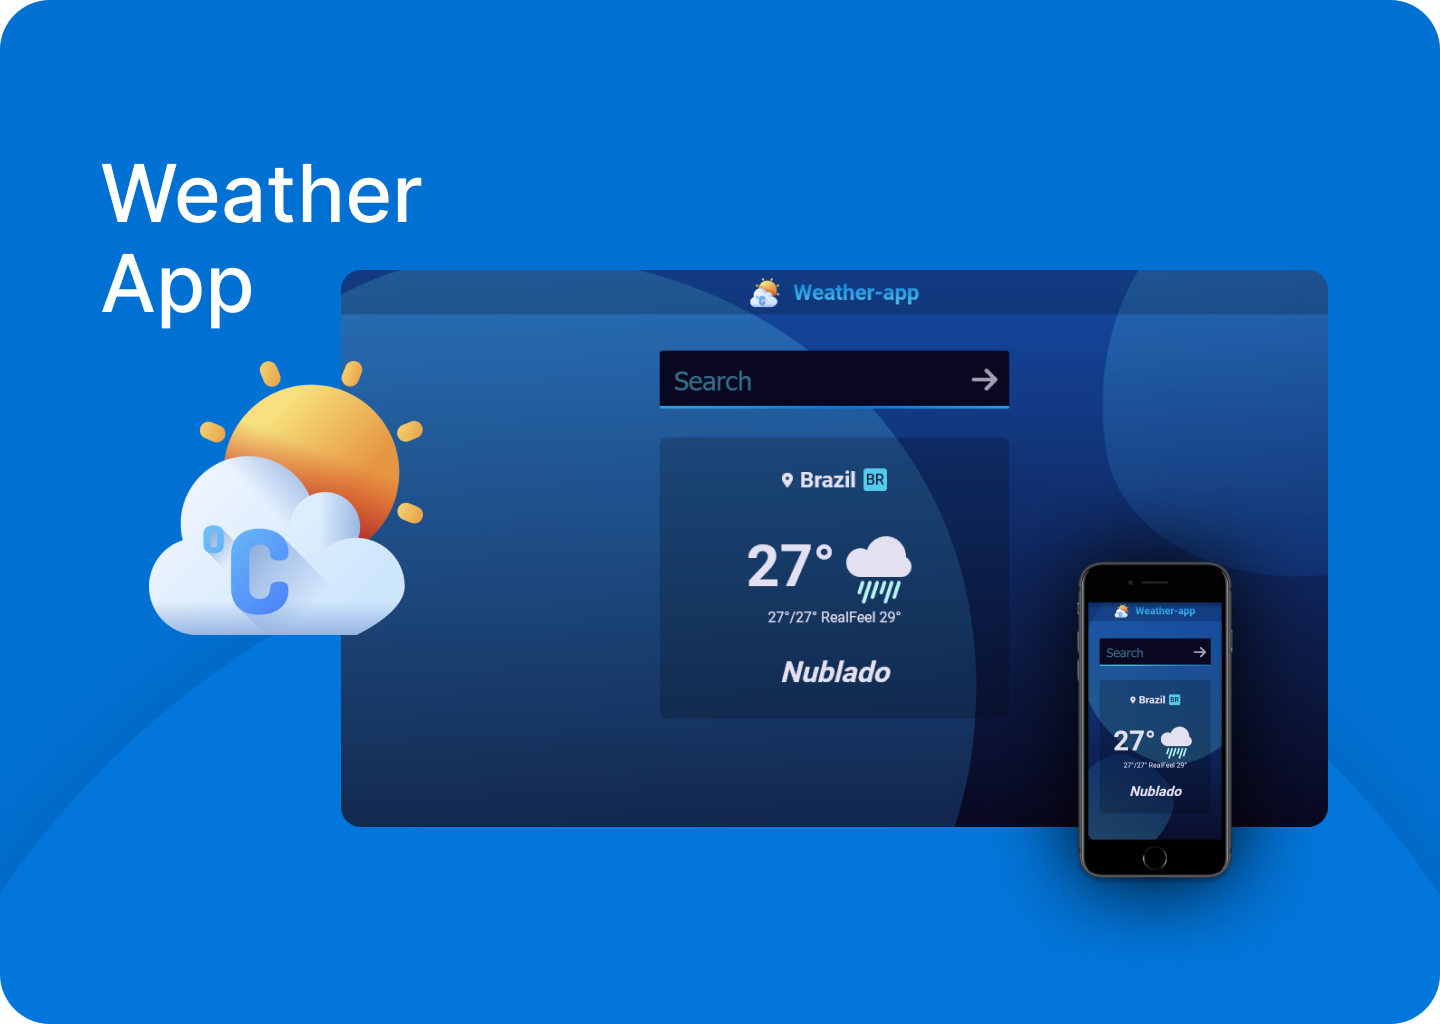 Weather
App
°C
Weather-app
Search
Brazil BR
27°
27°/27° RealFeel 29°
Nublado
Weather-app
Search
Brazil BR
27°
27°/27° RealFeel 29°
Nublado